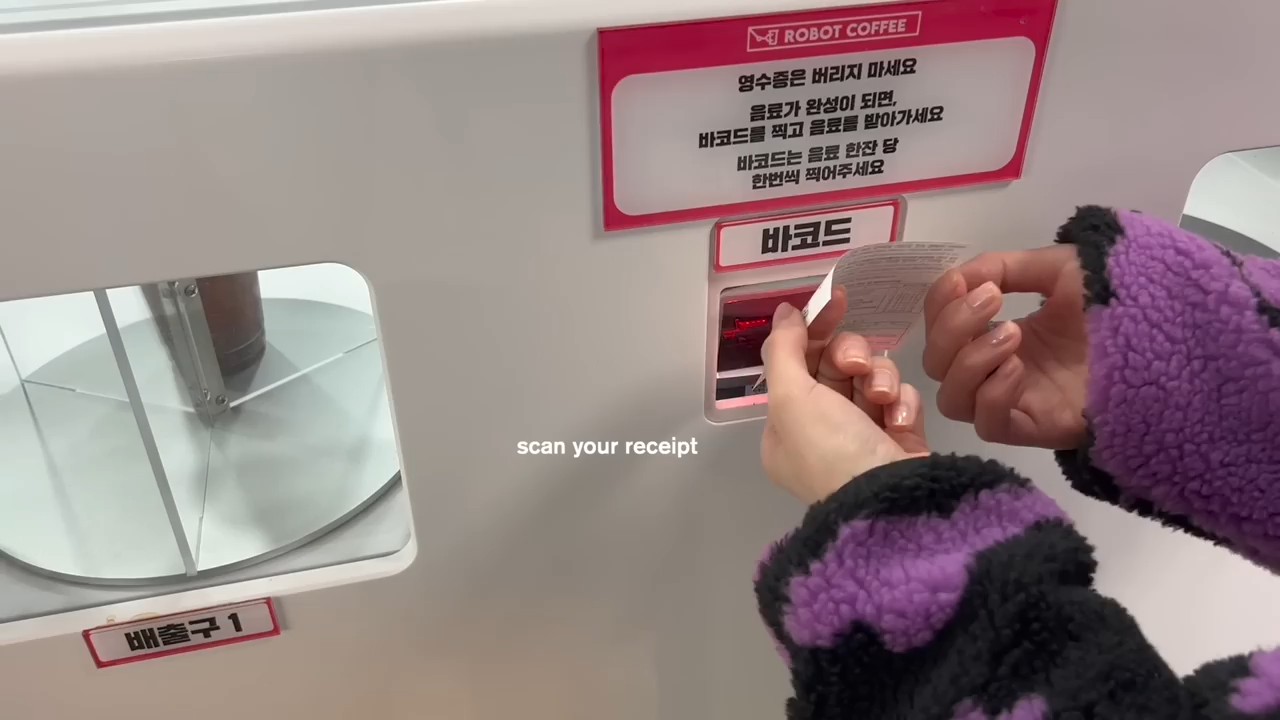 ROBOT COFFEE
영수증은 버리지 마세요
음료가 완성이 되면,
바코드를 찍고 음료를 받아가세요
바코드는 음료 한잔 당
한번씩 찍어주세요
바코드
scan your receipt
배출구 1